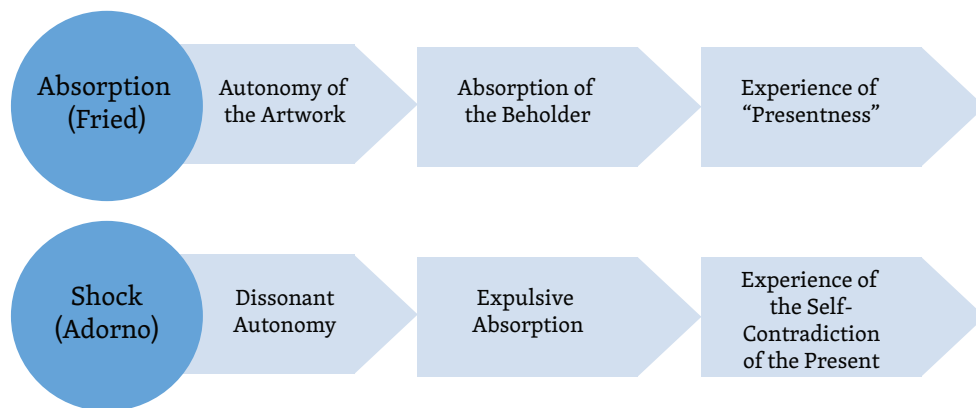 Absorption
(Fried)
Autonomy of
the Artwork
Absorption of
the Beholder
Experience of
“Presentness”
Shock
(Adorno)
Dissonant
Autonomy
Expulsive
Absorption
Experience of
the Self-
Contradiction
of the Present